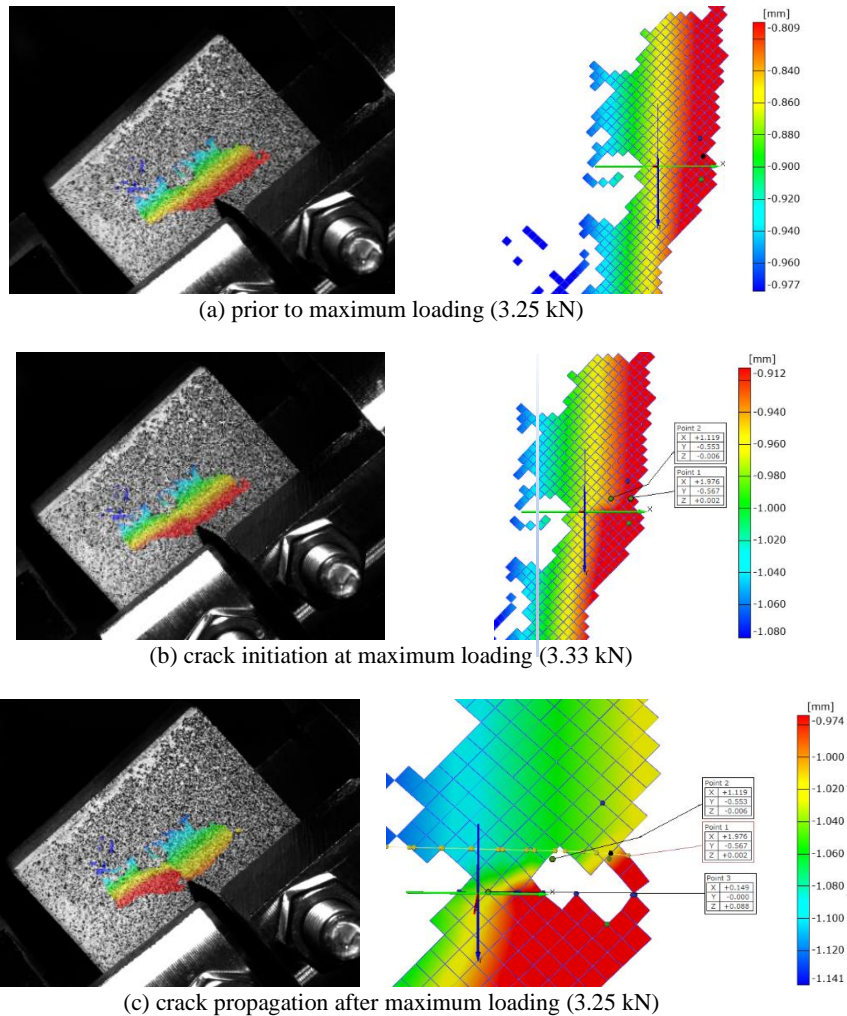 [mm]
-0.809
-0.840
-0.860
-0.880
-0.900
-0.920
-0.940
-0.960
-0.977
X
(a) prior to maximum loading (3.25 kN)
[mm]
-0.912
-0.940
-0.960
-0.980
-1.000
-1.020
-1.040
-1.060
-1.080
Point 2
X +1.119
Y -0.553
Z -0.006
Point 1
X +1.976
Y -0.567
Z +0.002
X
(b) crack initiation at maximum loading (3.33 kN)
[mm]
-0.974
-1.000
-1.020
-1.040
-1.060
-1.080
-1.100
-1.120
-1.141
Point 2
X +1.119
Y -0.553
Z -0.006
Point 1
X +1.976
Y -0.567
Z +0.002
Point 3
X +0.149
Y -0.000
Z +0.088
X
(c) crack propagation after maximum loading (3.25 kN)